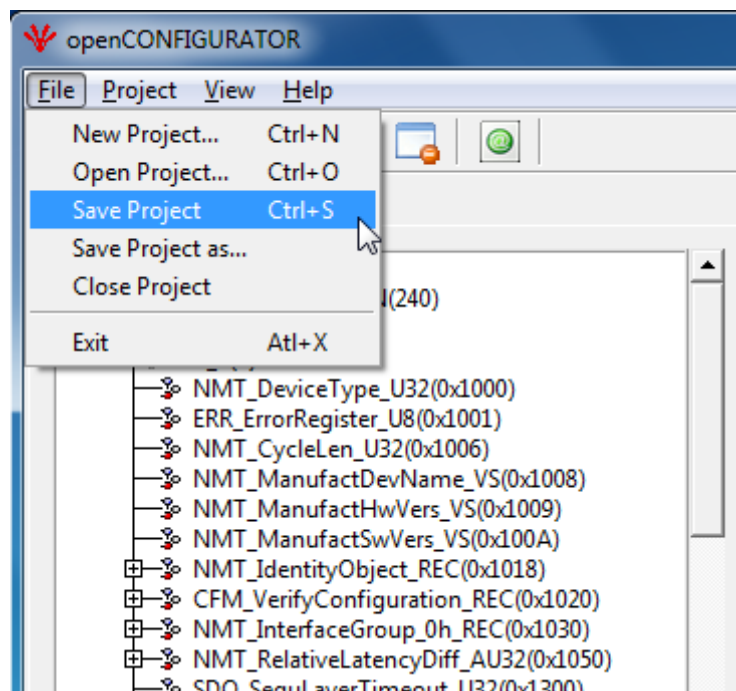 openCONFIGURATOR
File Project View Help
New Project... Ctrl+N
Open Project... Ctrl+O
Save Project Ctrl+S
Save Project as...
Close Project
Exit Atl+X
(240)
NMT_DeviceType_U32(0x1000)
ERR_ErrorRegister_U8(0x1001)
NMT_CycleLen_U32(0x1006)
NMT_ManufactDevName_VS(0x1008)
NMT_ManufactHwVers_VS(0x1009)
NMT_ManufactSwVers_VS(0x100A)
NMT_IdentityObject_REC(0x1018)
CFM_VerifyConfiguration_REC(0x1020)
NMT_InterfaceGroup_0h_REC(0x1030)
NMT_RelativeLatencyDiff_AU32(0x1050)
SDO_SequLayerTimeout_U32(0x1300)